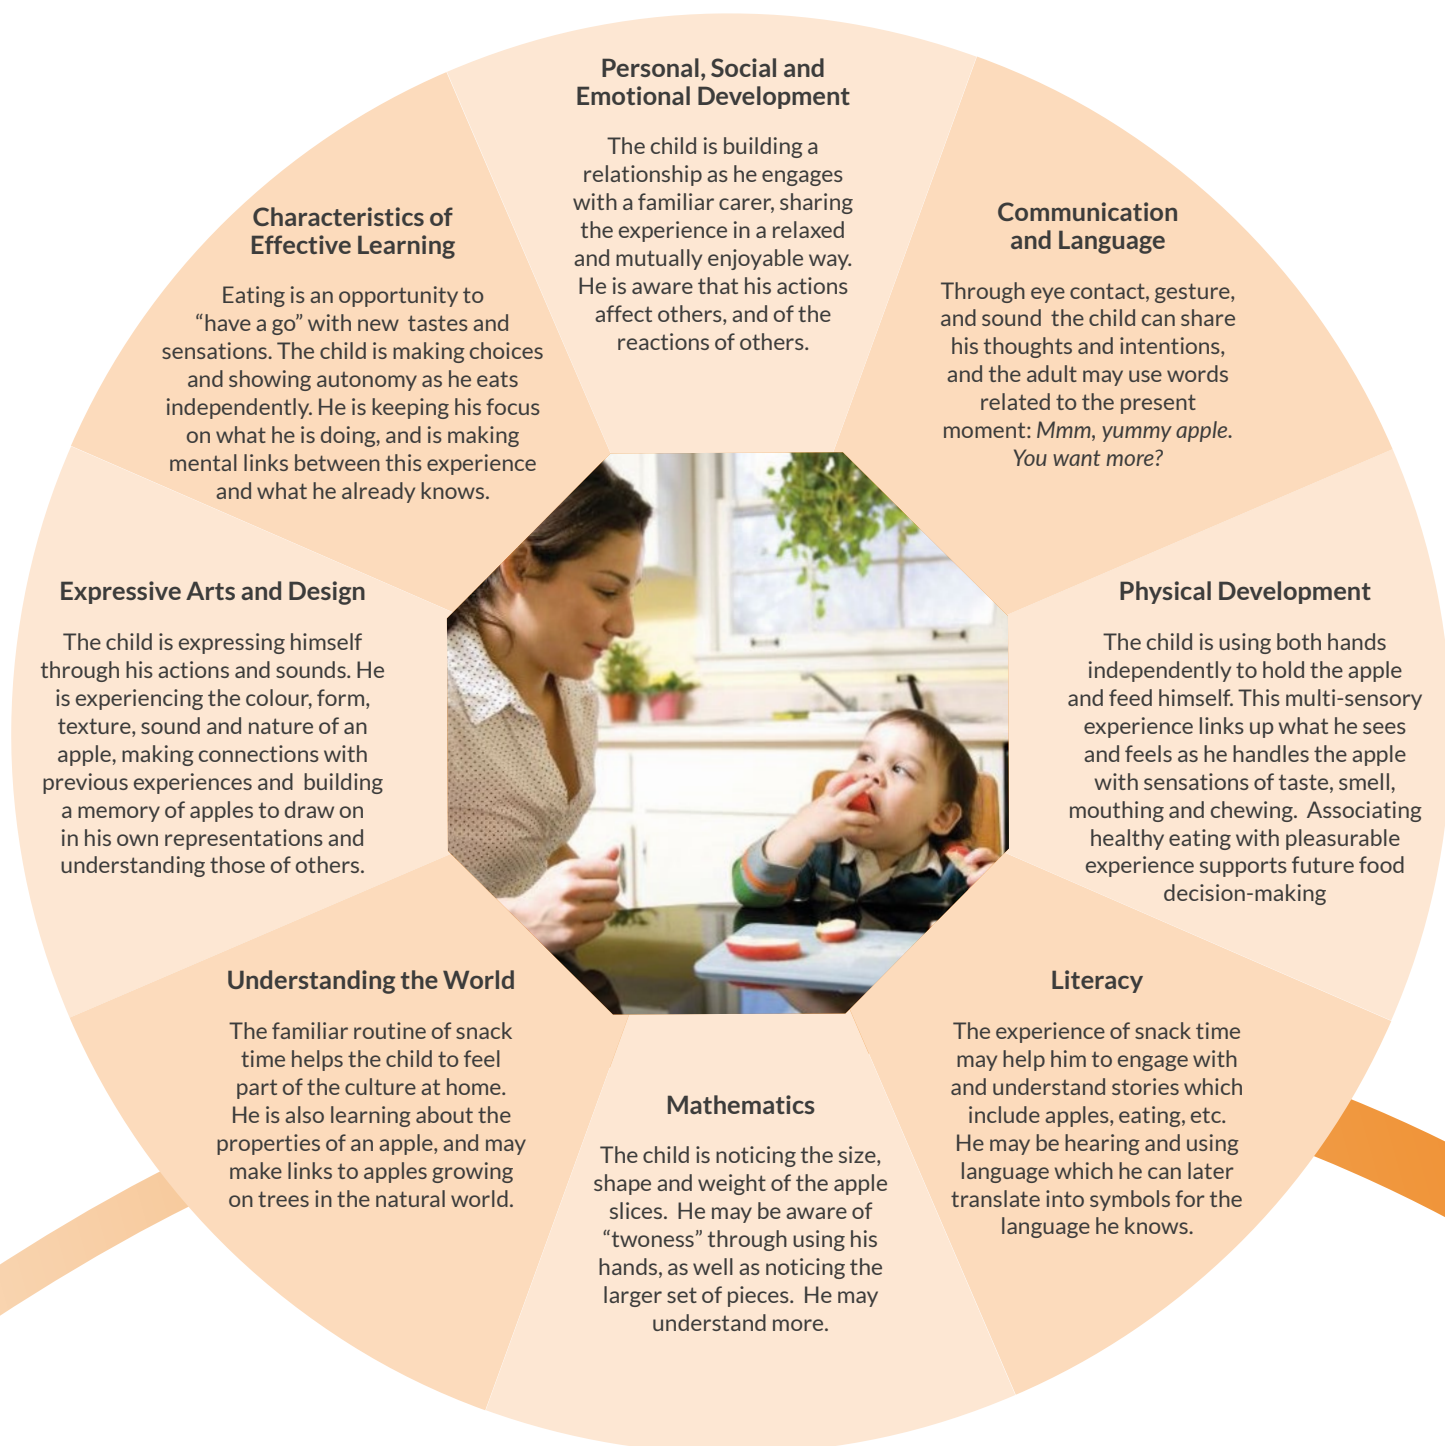 Personal, Social and
Emotional Development
The child is building a
relationship as he engages
with a familiar carer, sharing
the experience in a relaxed
and mutually enjoyable way.
He is aware that his actions
affect others, and of the
reactions of others.
Communication
and Language
Through eye contact, gesture,
and sound the child can share
his thoughts and intentions,
and the adult may use words
related to the present
moment: Mmm, yummy apple.
You want more?
Physical Development
The child is using both hands
independently to hold the apple
and feed himself. This multi-sensory
experience links up what he sees
and feels as he handles the apple
with sensations of taste, smell,
mouthing and chewing. Associating
healthy eating with pleasurable
experience supports future food
decision-making
Literacy
The experience of snack time
may help him to engage with
and understand stories which
include apples, eating, etc.
He may be hearing and using
language which he can later
translate into symbols for the
language he knows.
Mathematics
The child is noticing the size,
shape and weight of the apple
slices. He may be aware of
“twoness” through using his
hands, as well as noticing the
larger set of pieces. He may
understand more.
Understanding the World
The familiar routine of snack
time helps the child to feel
part of the culture at home.
He is also learning about the
properties of an apple, and may
make links to apples growing
on trees in the natural world.
Expressive Arts and Design
The child is expressing himself
through his actions and sounds. He
is experiencing the colour, form,
texture, sound and nature of an
apple, making connections with
previous experiences and building
a memory of apples to draw on
in his own representations and
understanding those of others.
Characteristics of
Effective Learning
Eating is an opportunity to
“have a go” with new tastes and
sensations. The child is making choices
and showing autonomy as he eats
independently. He is keeping his focus
on what he is doing, and is making
mental links between this experience
and what he already knows.